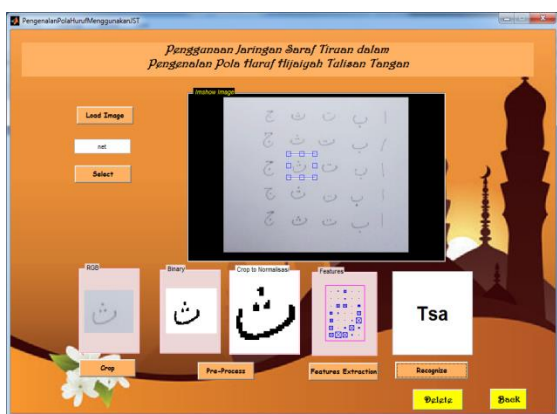 PengenalanPolaHurufMenggunakanJST
Penggunaan Jaringan Saraf Tiruan dalam
Pengenalan Pola Huruf Hijaiyah Tulisan Tangan
Imshow Image
Load Image
net
Select
ا ب ت ث ج
ا ب ت ث ج
ا ب ت ث ج
ا ب ت ث ج
ا ب ت ث ج
RGB
Binary
Crop to Normalisasi
Features
ث
ث
ث
Tsa
Crop
Pre-Process
Features Extraction
Recognize
Delete
Back